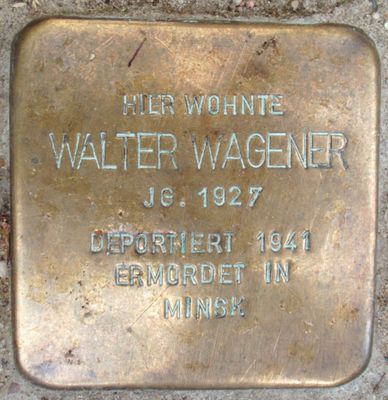 HIER WOHNTE
WALTER WAGENER
JG. 1927
DEPORTIERT 1941
ERMORDET IN
MINSK